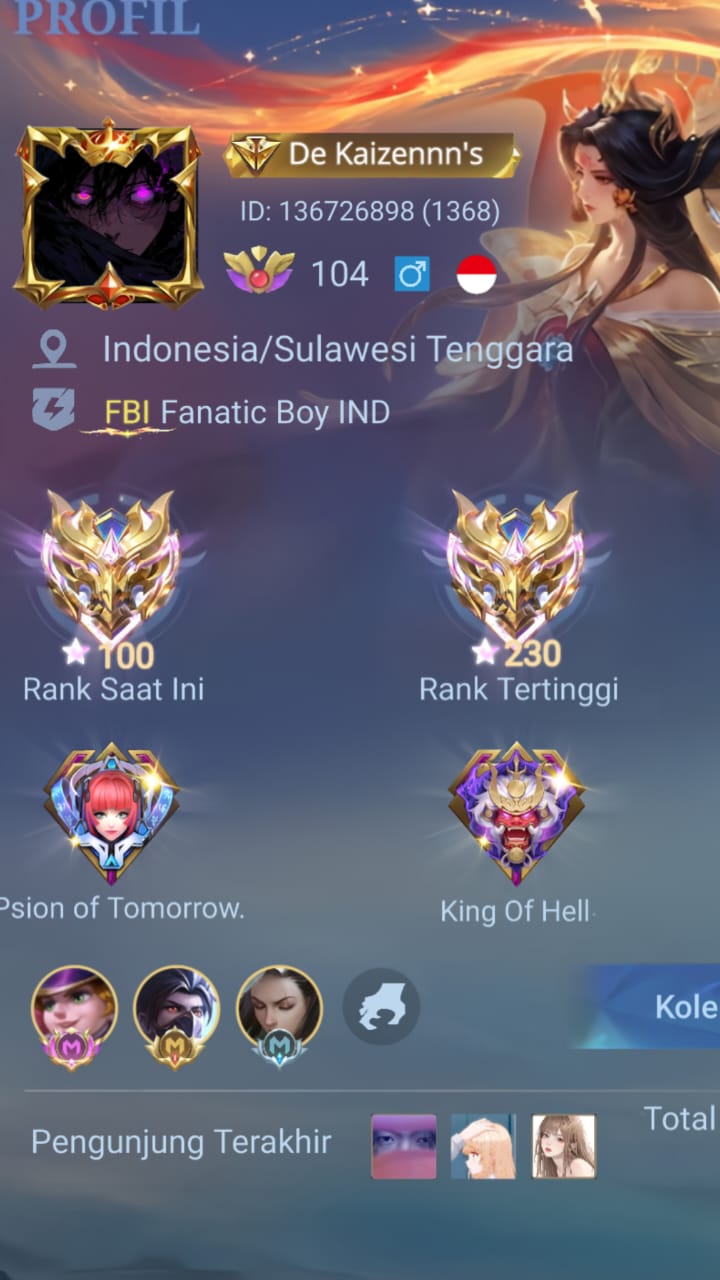 PROFIL
De Kaizennn's
ID: 136726898 (1368)
104
Indonesia/Sulawesi Tenggara
FBI Fanatic Boy IND
100
230
Rank Saat Ini
Rank Tertinggi
Psion of Tomorrow.
King Of Hell
M
M
M
Kole
Pengunjung Terakhir
Total